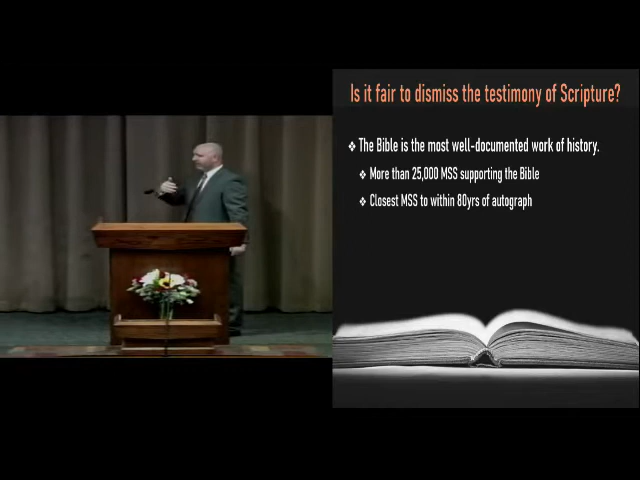 Is it fair to dismiss the testimony of Scripture?
❖ The Bible is the most well-documented work of history.
❖ More than 25,000 MSS supporting the Bible
❖ Closest MSS to within 80yrs of autograph